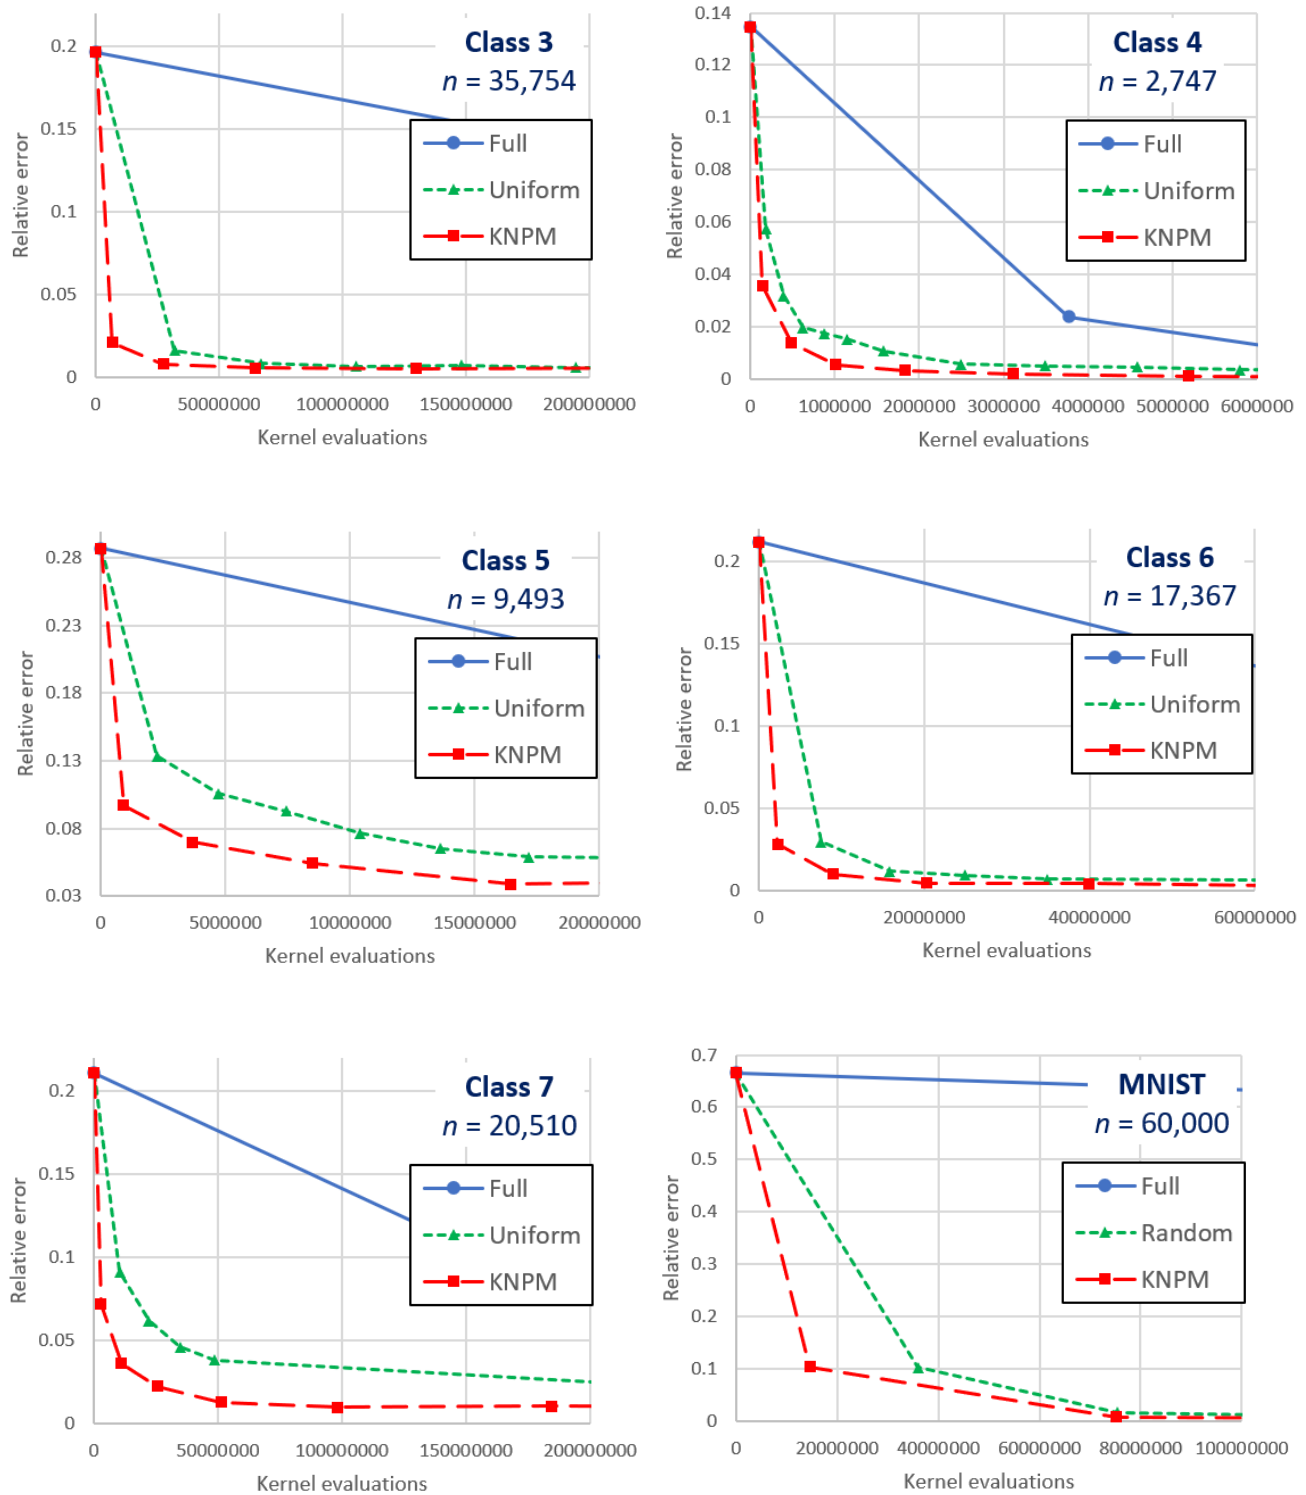 Class 3
n = 35,754
Full
Uniform
KNPM
0.2
0.15
0.1
0.05
0
0 50000000 100000000 150000000 200000000
Relative error
Kernel evaluations
Class 4
n = 2,747
Full
Uniform
KNPM
0.14
0.12
0.1
0.08
0.06
0.04
0.02
0
0 1000000 2000000 3000000 4000000 5000000 6000000
Relative error
Kernel evaluations
Class 5
n = 9,493
Full
Uniform
KNPM
0.28
0.23
0.18
0.13
0.08
0.03
0 5000000 10000000 15000000 20000000
Relative error
Kernel evaluations
Class 6
n = 17,367
Full
Uniform
KNPM
0.2
0.15
0.1
0.05
0
0 20000000 40000000 60000000
Relative error
Kernel evaluations
Class 7
n = 20,510
Full
Uniform
KNPM
0.2
0.15
0.1
0.05
0
0 50000000 100000000 150000000 200000000
Relative error
Kernel evaluations
MNIST
n = 60,000
Full
Random
KNPM
0.7
0.6
0.5
0.4
0.3
0.2
0.1
0
0 20000000 40000000 60000000 80000000 100000000
Relative error
Kernel evaluations